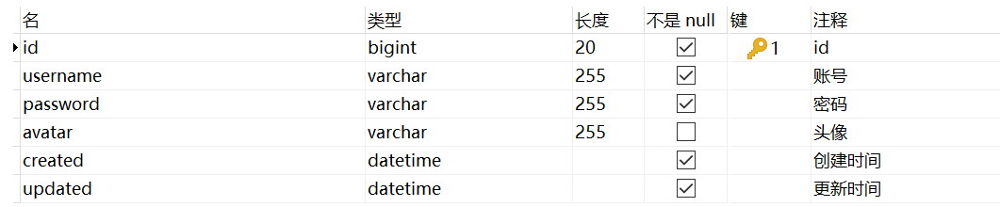 名 类型 长度 不是 null 键 注释
id bigint 20 1 id
username varchar 255 账号
password varchar 255 密码
avatar varchar 255 头像
created datetime 创建时间
updated datetime 更新时间